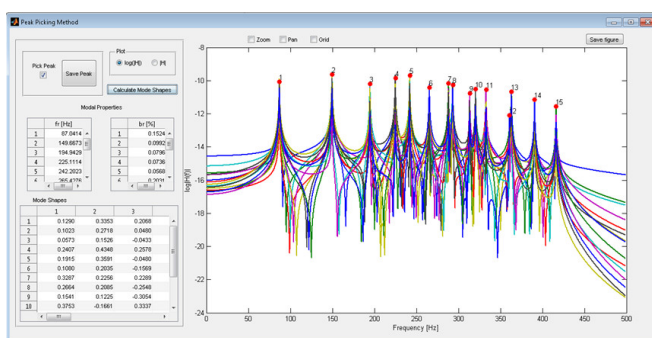 Peak Picking Method
Pick Peak
Save Peak
Plot
log(|H|) |H|
Calculate Mode Shapes
Modal Properties
fr [Hz] br [%]
1 87.0414 1 0.1524
2 149.6673 2 0.0992
3 194.9429 3 0.0796
4 225.1114 4 0.0736
5 242.2023 5 0.0568
6 6
Mode Shapes
1 2 3
1 0.1290 0.3353 0.2068
2 0.1023 0.2718 0.0480
3 0.0573 0.1526 -0.0433
4 0.2407 0.4348 0.2578
5 0.1915 0.3591 -0.0480
6 0.1080 0.2035 -0.1569
7 0.3287 0.2256 0.2289
8 0.2664 0.2085 -0.2548
9 0.1541 0.1225 -0.3054
10 0.3753 -0.1661 0.3337
Zoom Pan Grid
Save figure
-8
-10
-12
-14
-16
-18
-20
-22
-24
log(|H(f)|)
1 2 3 4 5 6 7 8 9 10 11 12 13 14 15
0 50 100 150 200 250 300 350 400 450 500
Frequency [Hz]